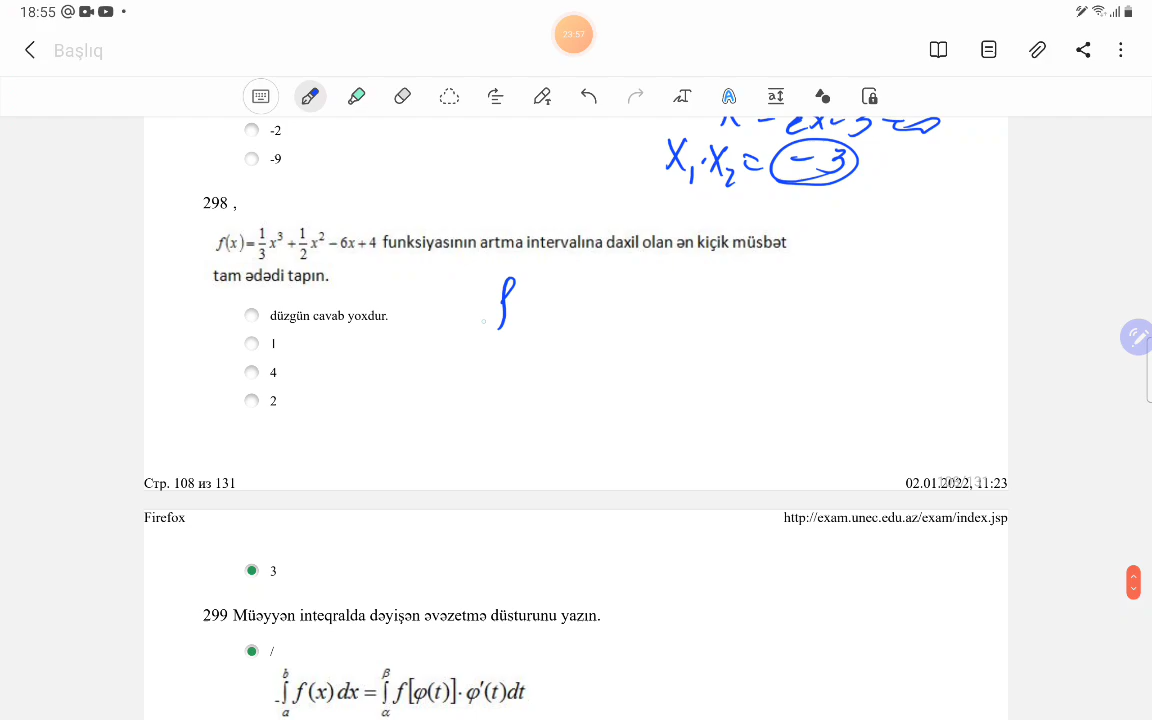 18:55
Başlıq
23:57
-2
-9
X₁·X₂ = -3
298 ,
f(x)=1/3 x³ + 1/2 x² − 6x + 4 funksiyasının artma intervalına daxil olan ən kiçik müsbət
tam ədədi tapın.
f
düzgün cavab yoxdur.
1
4
2
Стр. 108 из 131
02.01.2022, 11:23
Firefox
http://exam.unec.edu.az/exam/index.jsp
3
299 Müəyyən inteqralda dəyişən əvəzetmə düsturunu yazın.
/
∫ₐᵇ f(x)dx = ∫_α^β f[φ(t)]·φ′(t)dt